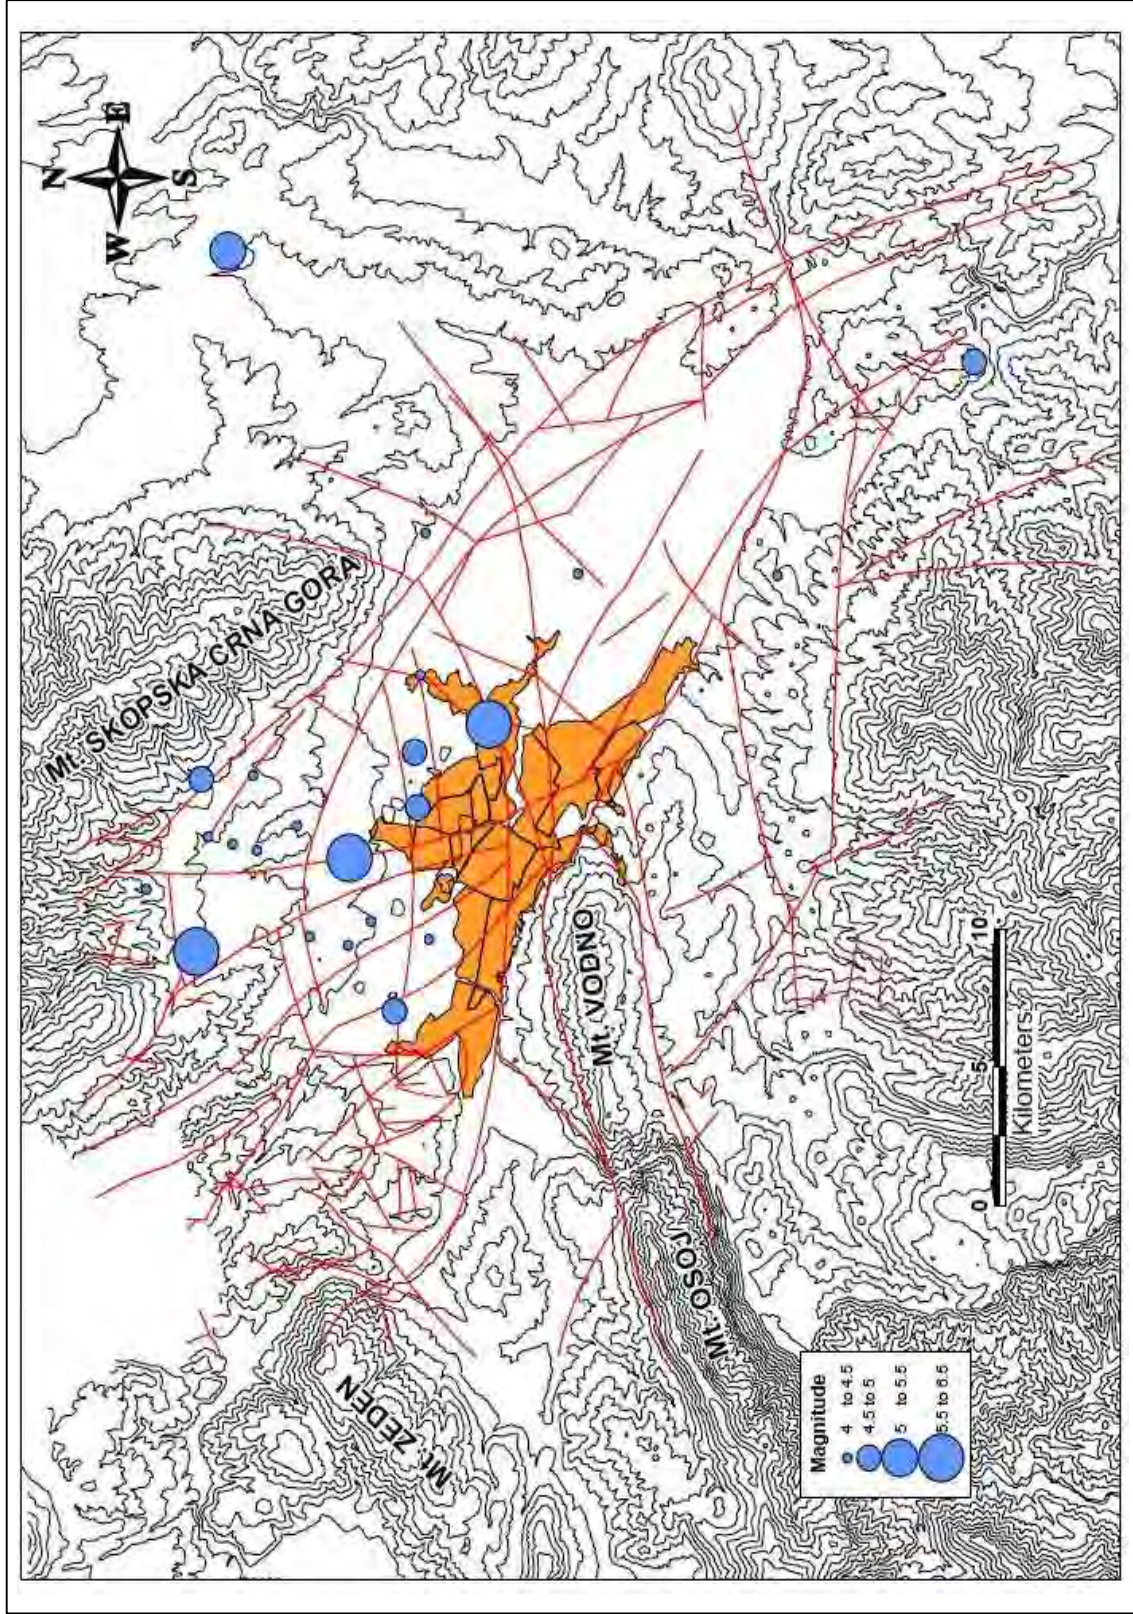 N
W
E
S
Mt. SKOPSKA CRNA GORA
Mt. VODNO
Mt. OSOJ
Mt. ZEDEN
0 5 10
Kilometers
Magnitude
4 to 4.5
4.5 to 5
5 to 5.5
5.5 to 6.5